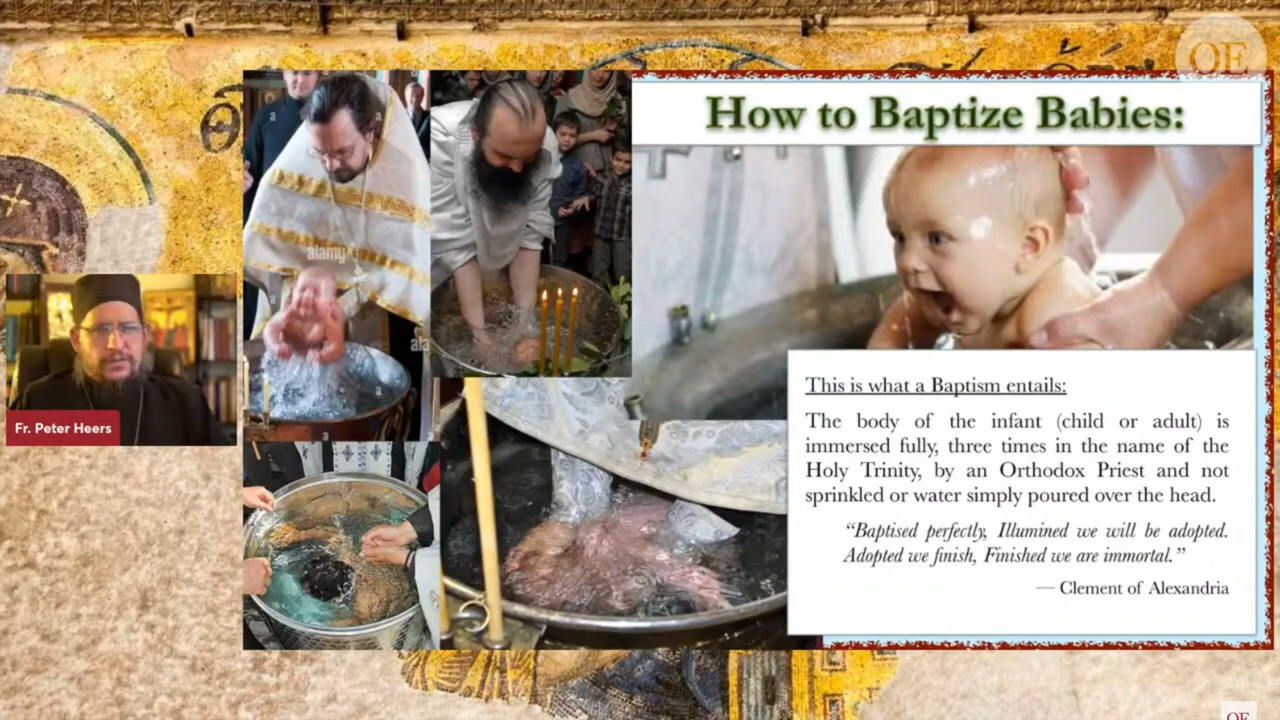 OE
How to Baptize Babies:
alamy
a
a
a
a
ala
a
Fr. Peter Heers
This is what a Baptism entails:
The body of the infant (child or adult) is
immersed fully, three times in the name of the
Holy Trinity, by an Orthodox Priest and not
sprinkled or water simply poured over the head.
“Baptised perfectly, Illumined we will be adopted.
Adopted we finish, Finished we are immortal.”
— Clement of Alexandria
OE